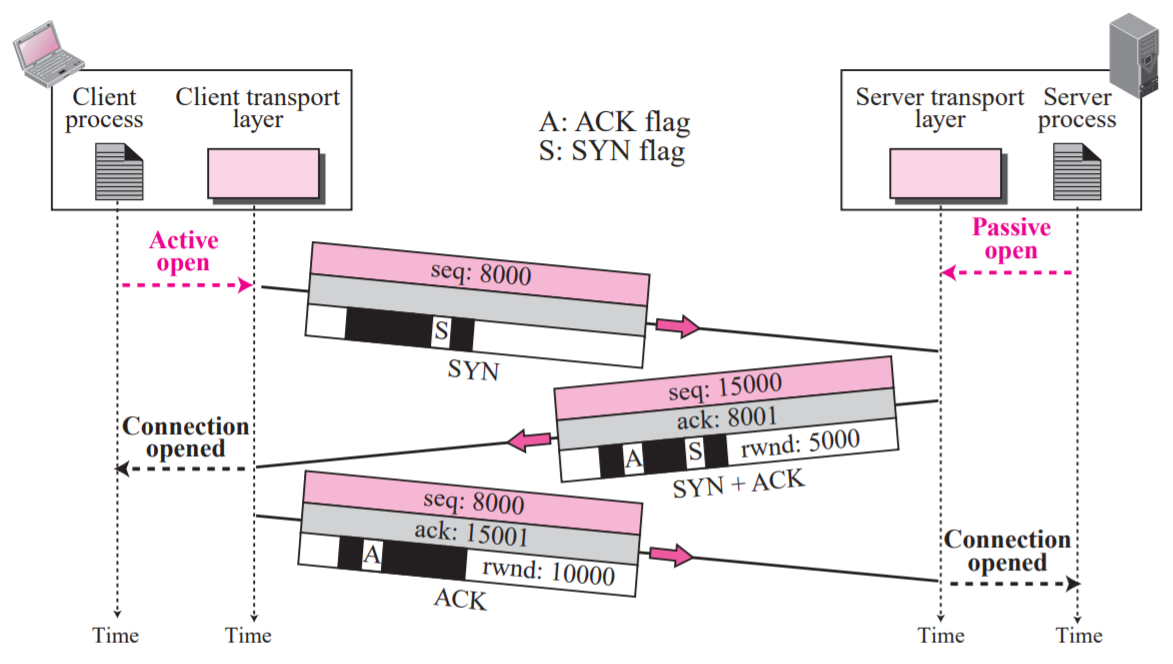 Client
process
Client transport
layer
A: ACK flag
S: SYN flag
Server transport
layer
Server
process
Active
open
Passive
open
seq: 8000
S
SYN
seq: 15000
ack: 8001
A
S
rwnd: 5000
SYN + ACK
Connection
opened
seq: 8000
ack: 15001
A
rwnd: 10000
ACK
Connection
opened
Time
Time
Time
Time